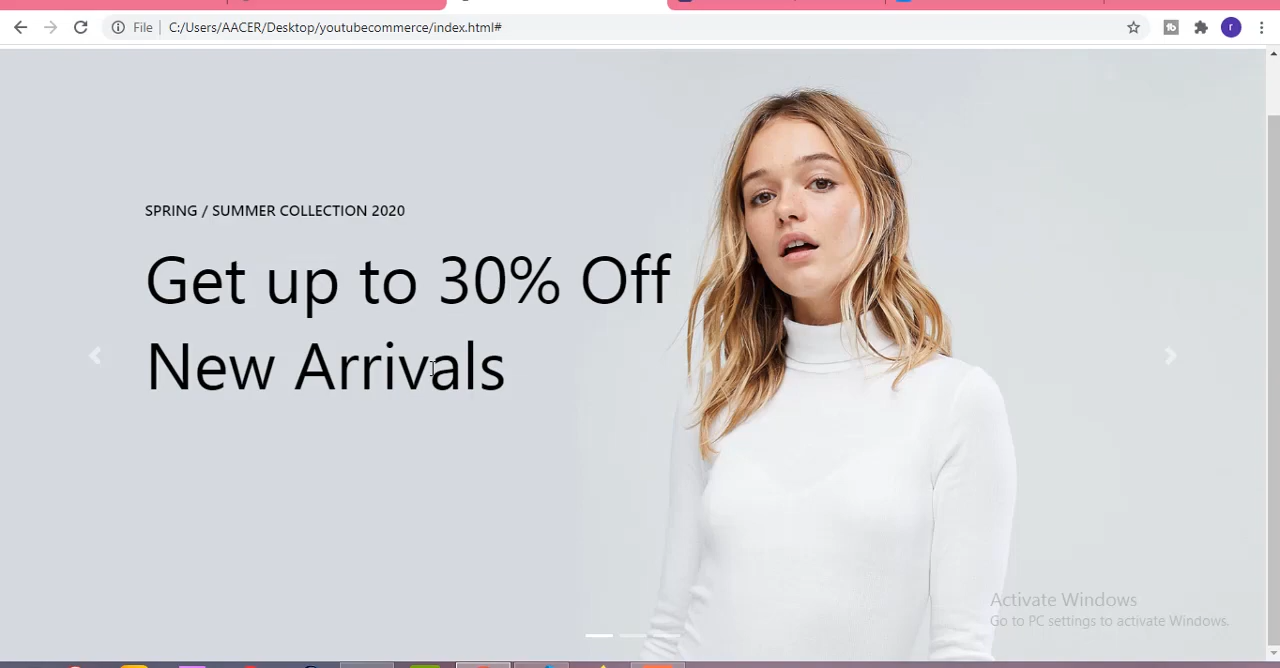 File | C:/Users/AACER/Desktop/youtubecommerce/index.html#
SPRING / SUMMER COLLECTION 2020
Get up to 30% Off
New Arrivals
Activate Windows
Go to PC settings to activate Windows.